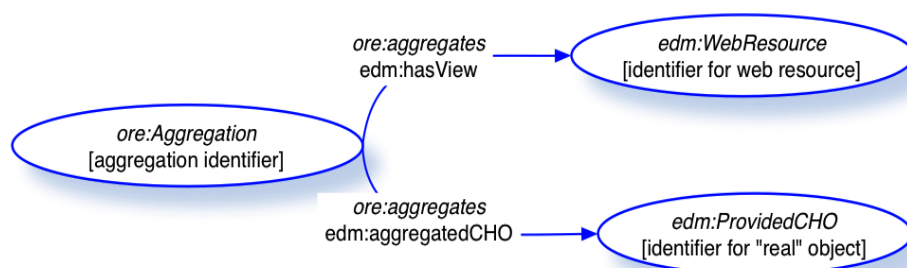 ore:aggregates
edm:hasView
edm:WebResource
[identifier for web resource]
ore:Aggregation
[aggregation identifier]
ore:aggregates
edm:aggregatedCHO
edm:ProvidedCHO
[identifier for "real" object]